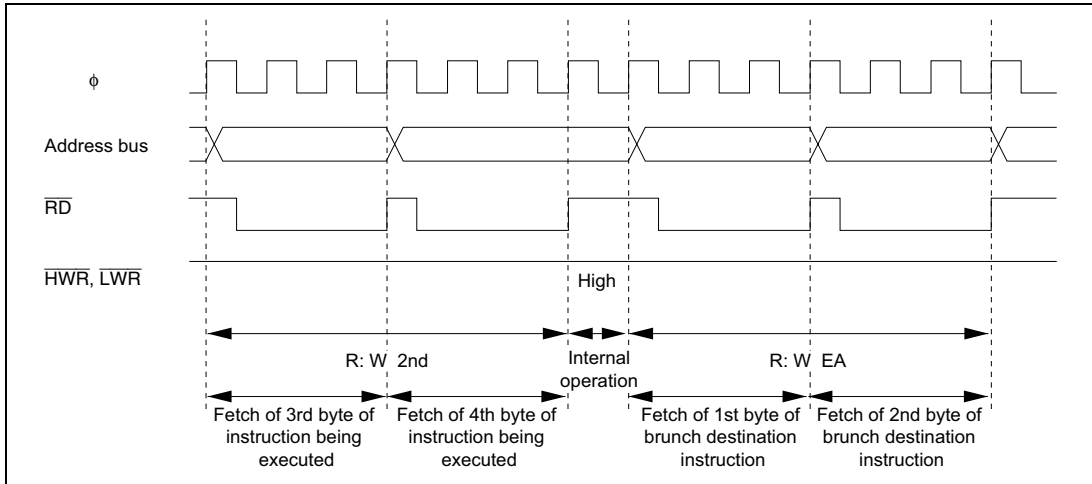 φ
Address bus
RD
HWR, LWR
High
R: W 2nd
Internal
operation
R: W EA
Fetch of 3rd byte of
instruction being
executed
Fetch of 4th byte of
instruction being
executed
Fetch of 1st byte of
brunch destination
instruction
Fetch of 2nd byte of
brunch destination
instruction